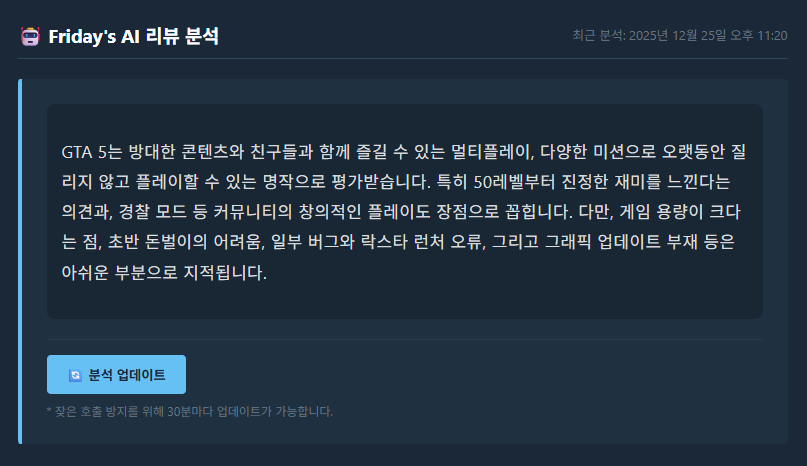 Friday's AI 리뷰 분석
최근 분석: 2025년 12월 25일 오후 11:20
GTA 5는 방대한 콘텐츠와 친구들과 함께 즐길 수 있는 멀티플레이, 다양한 미션으로 오랫동안 질
리지 않고 플레이할 수 있는 명작으로 평가받습니다. 특히 50레벨부터 진정한 재미를 느낀다는
의견과, 경찰 모드 등 커뮤니티의 창의적인 플레이도 장점으로 꼽힙니다. 다만, 게임 용량이 크다
는 점, 초반 돈벌이의 어려움, 일부 버그와 락스타 런처 오류, 그리고 그래픽 업데이트 부재 등은
아쉬운 부분으로 지적됩니다.
분석 업데이트
* 잦은 호출 방지를 위해 30분마다 업데이트가 가능합니다.